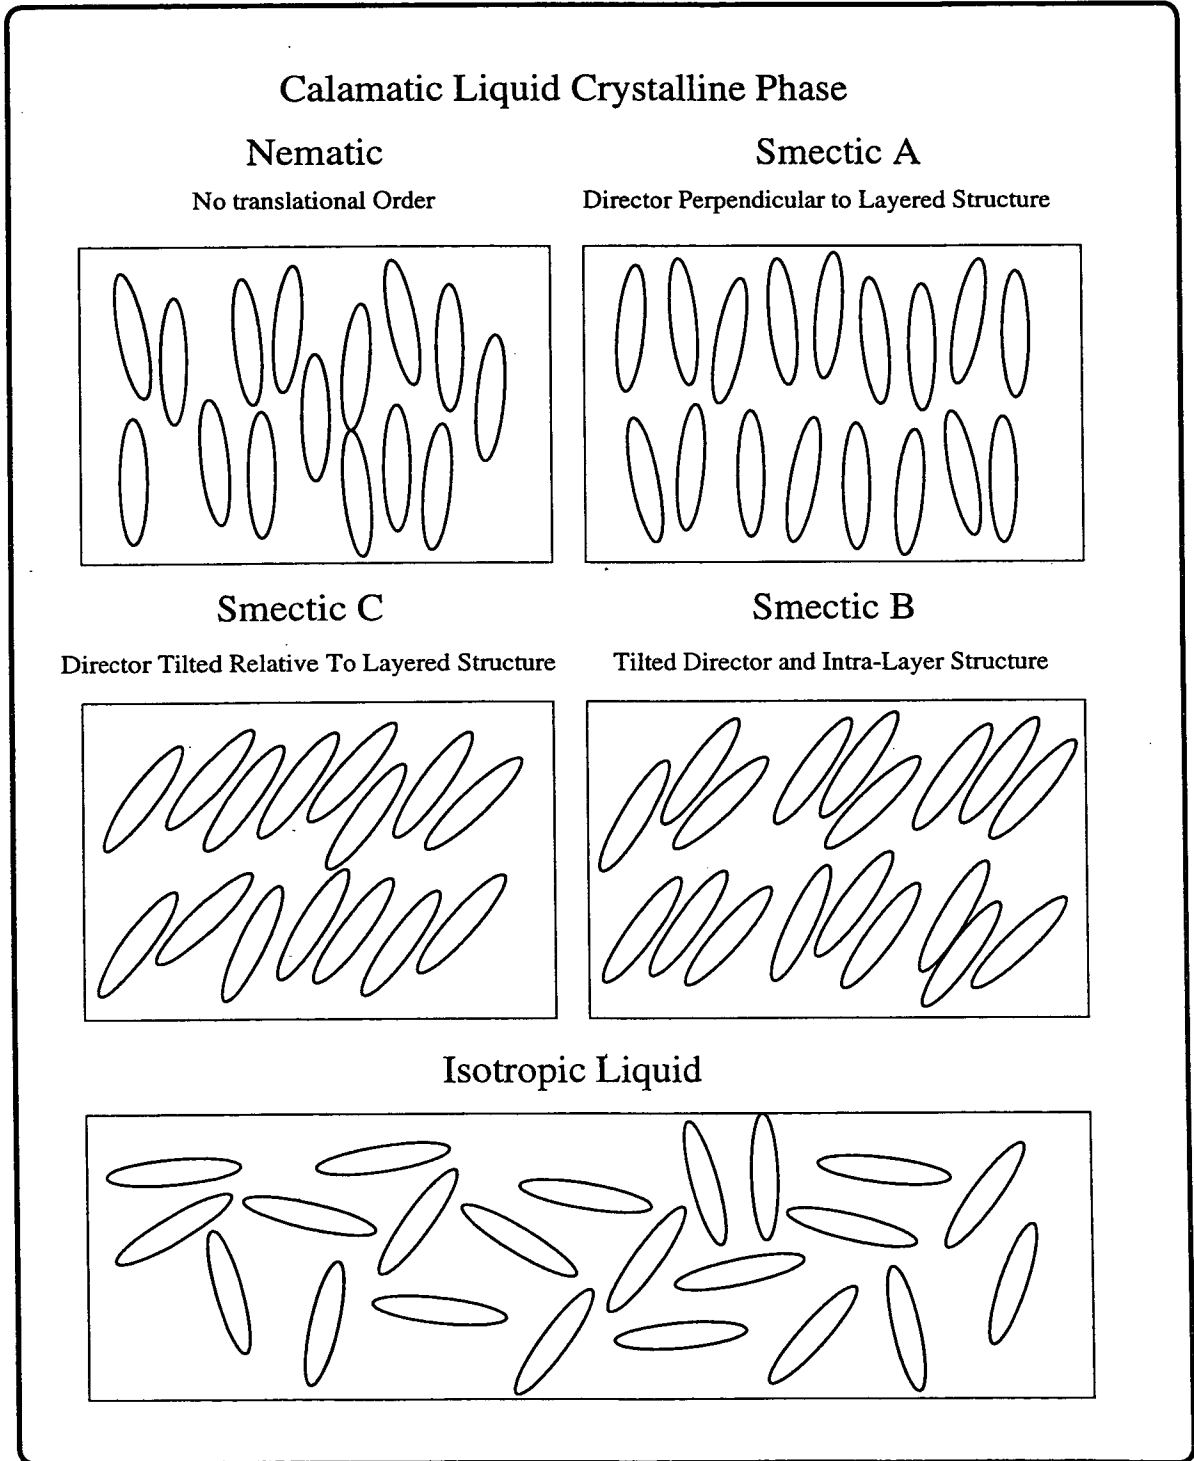 Calamatic Liquid Crystalline Phase
Nematic
No translational Order
Smectic A
Director Perpendicular to Layered Structure
Smectic C
Director Tilted Relative To Layered Structure
Smectic B
Tilted Director and Intra-Layer Structure
Isotropic Liquid